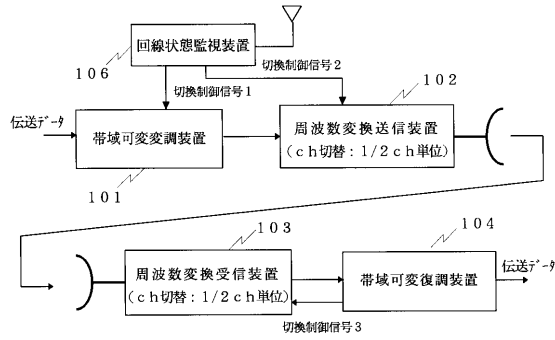 回線状態監視装置
106
切換制御信号2
切換制御信号1
102
伝送データ
帯域可変変調装置
周波数変換送信装置
(ch切替:1/2ch単位)
101
103
104
周波数変換受信装置
(ch切替:1/2ch単位)
帯域可変復調装置
伝送データ
切換制御信号3